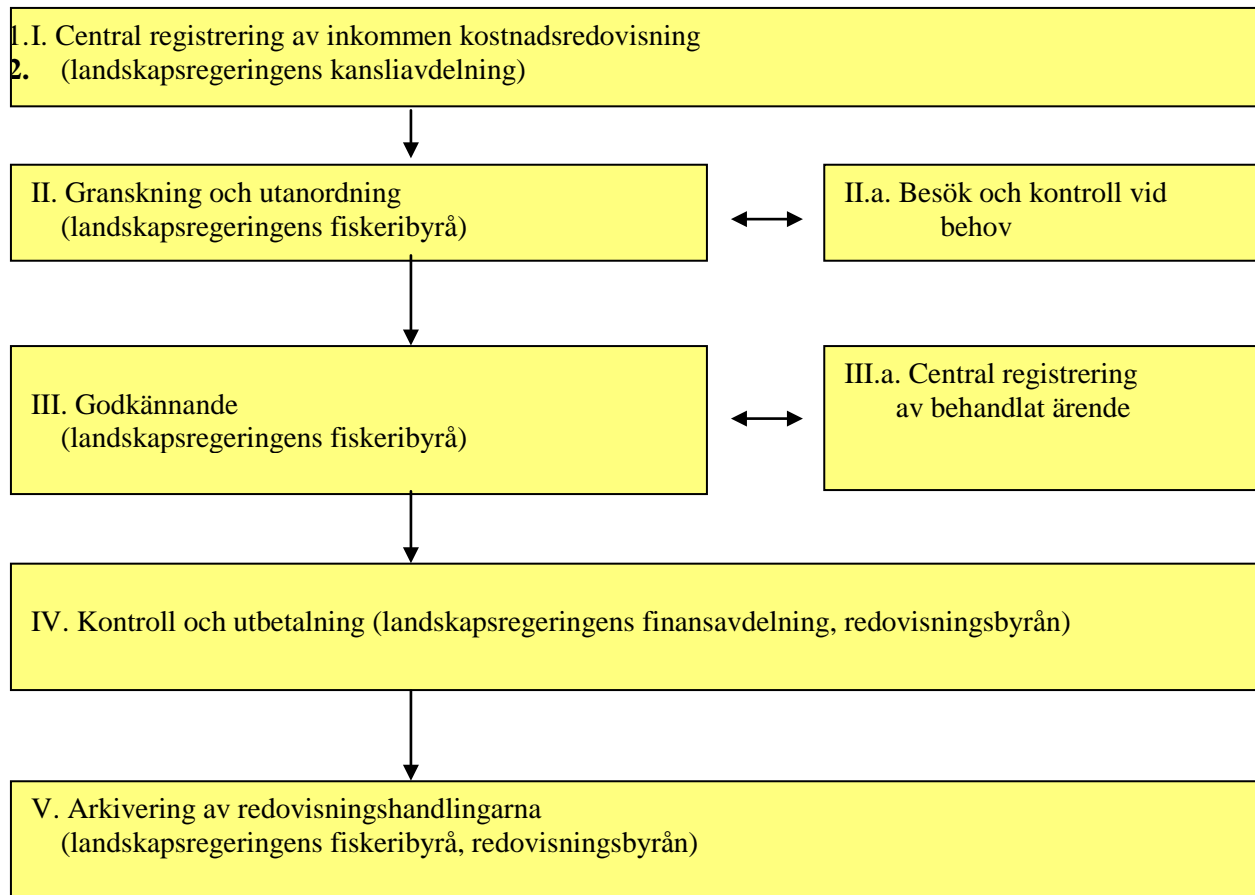 1.I. Central registrering av inkommen kostnadsredovisning
2. (landskapsregeringens kansliavdelning)
II. Granskning och utanordning
(landskapsregeringens fiskeribyrå)
II.a. Besök och kontroll vid
behov
III. Godkännande
(landskapsregeringens fiskeribyrå)
III.a. Central registrering
av behandlat ärende
IV. Kontroll och utbetalning (landskapsregeringens finansavdelning, redovisningsbyrån)
V. Arkivering av redovisningshandlingarna
(landskapsregeringens fiskeribyrå, redovisningsbyrån)